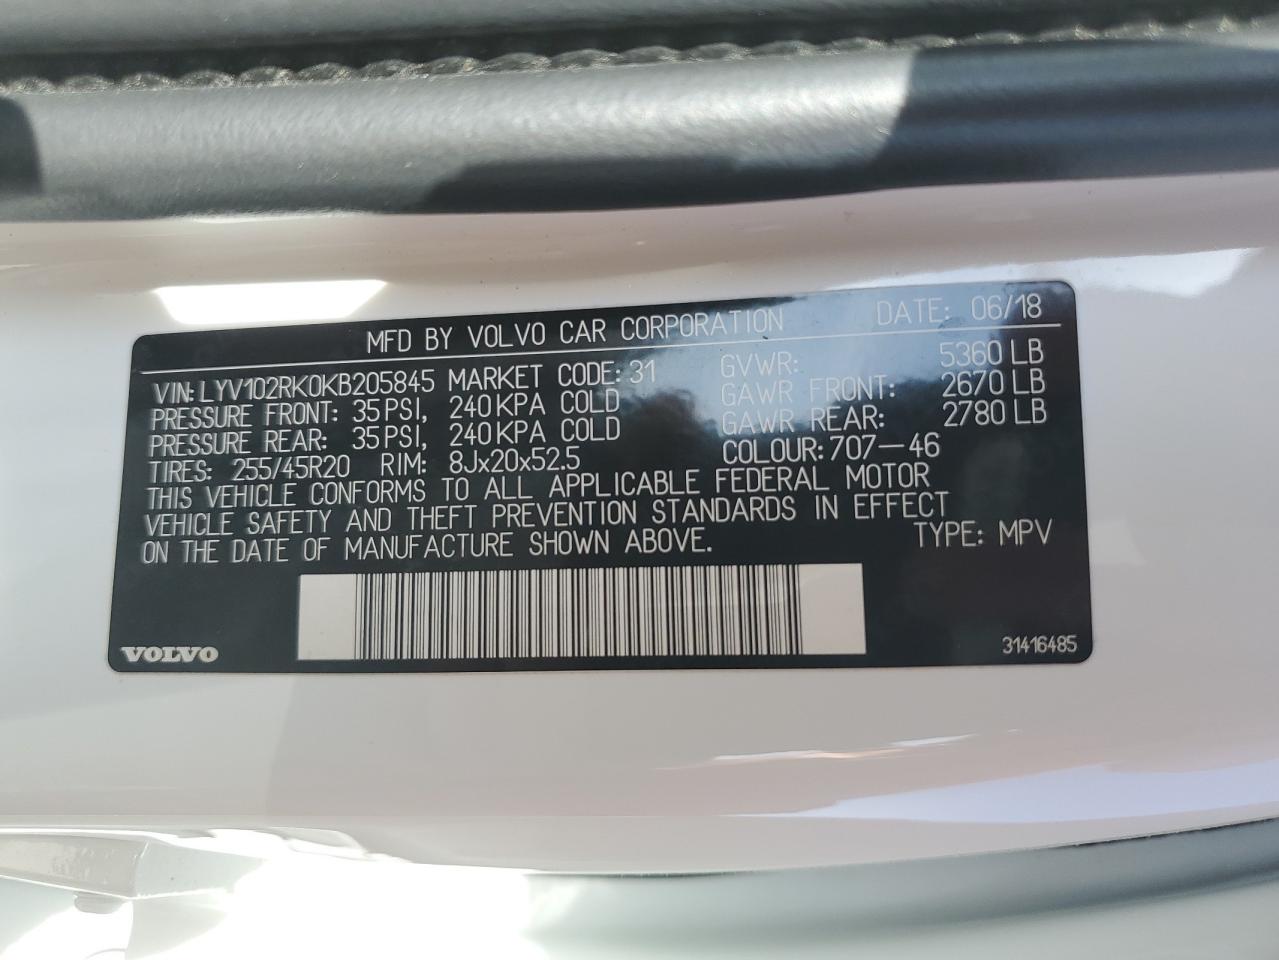 MFD BY VOLVO CAR CORPORATION DATE: 06/18
VIN: LYV102RK0KB205845 MARKET CODE: 31 GVWR: 5360 LB
PRESSURE FRONT: 35 PSI, 240 KPA COLD GAWR FRONT: 2670 LB
PRESSURE REAR: 35 PSI, 240 KPA COLD GAWR REAR: 2780 LB
TIRES: 255/45R20 RIM: 8Jx20x52.5 COLOUR: 707-46
THIS VEHICLE CONFORMS TO ALL APPLICABLE FEDERAL MOTOR
VEHICLE SAFETY AND THEFT PREVENTION STANDARDS IN EFFECT
ON THE DATE OF MANUFACTURE SHOWN ABOVE. TYPE: MPV
VOLVO 31416485